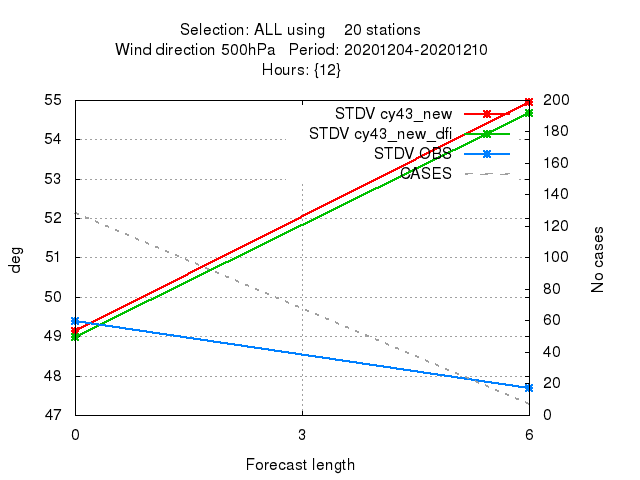 Selection: ALL using    20 stations
Wind direction 500hPa   Period: 20201204-20201210
Hours: {12}
STDV cy43_new
STDV cy43_new_dfi
STDV OBS
CASES
55
54
53
52
51
50
49
48
47
200
180
160
140
120
100
80
60
40
20
0
deg
No cases
0 3 6
Forecast length